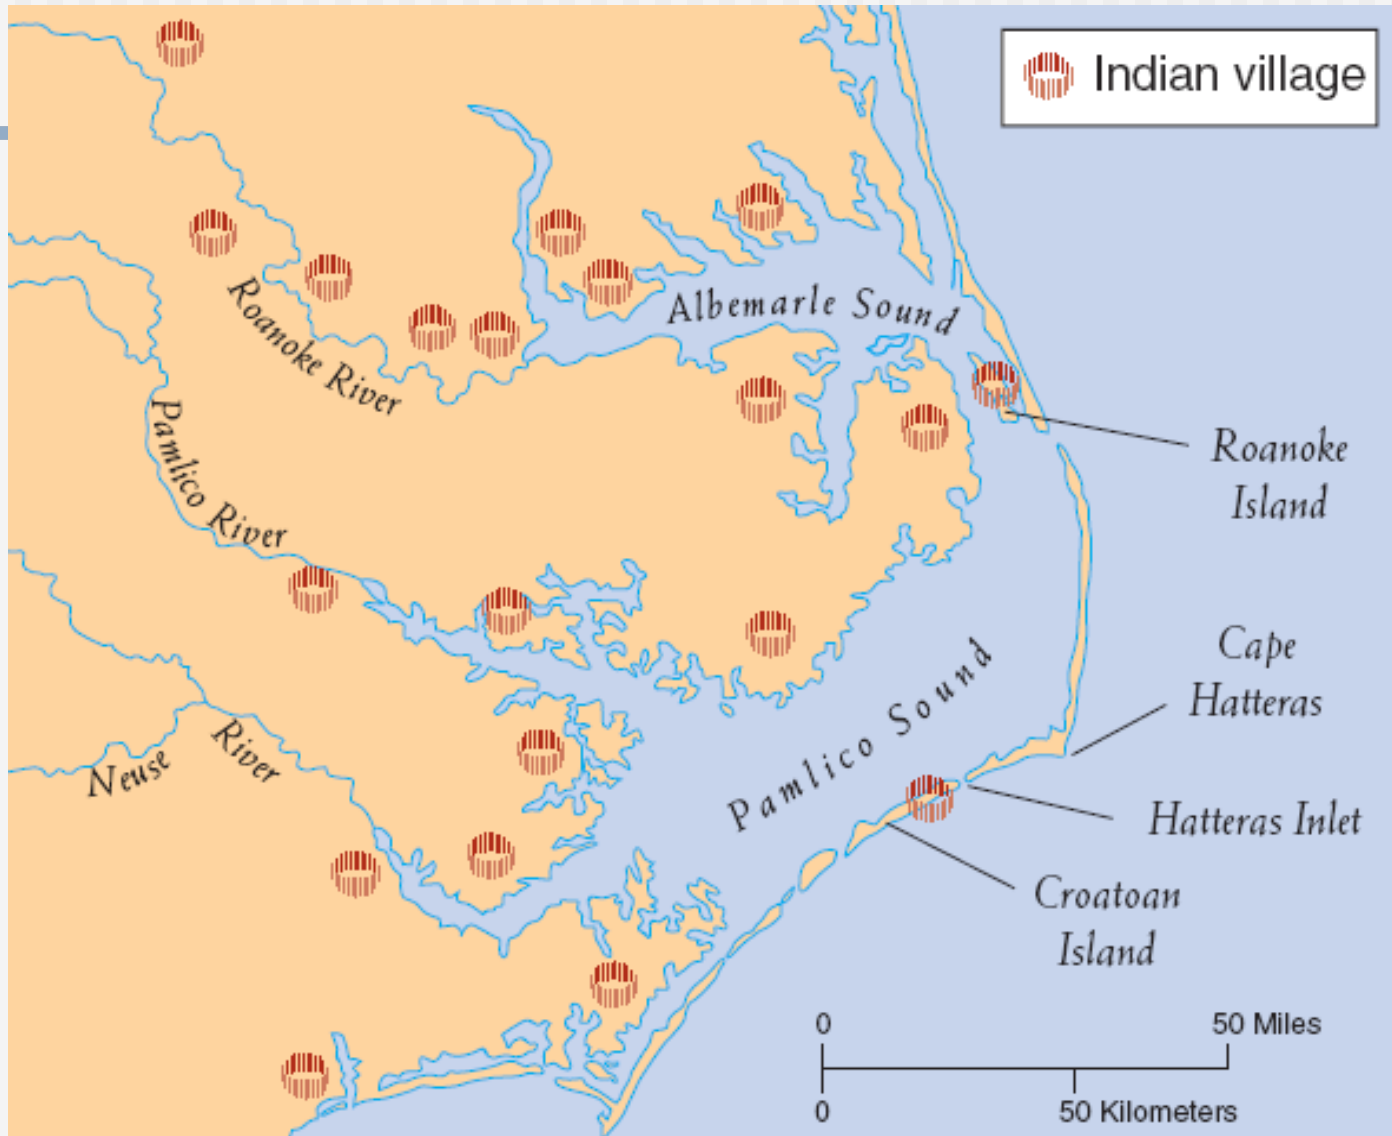 Indian village
Albemarle Sound
Roanoke River
Pamlico River
Roanoke
Island
Cape
Hatteras
Pamlico Sound
Neuse River
Hatteras Inlet
Croatoan
Island
0 50 Miles
0 50 Kilometers